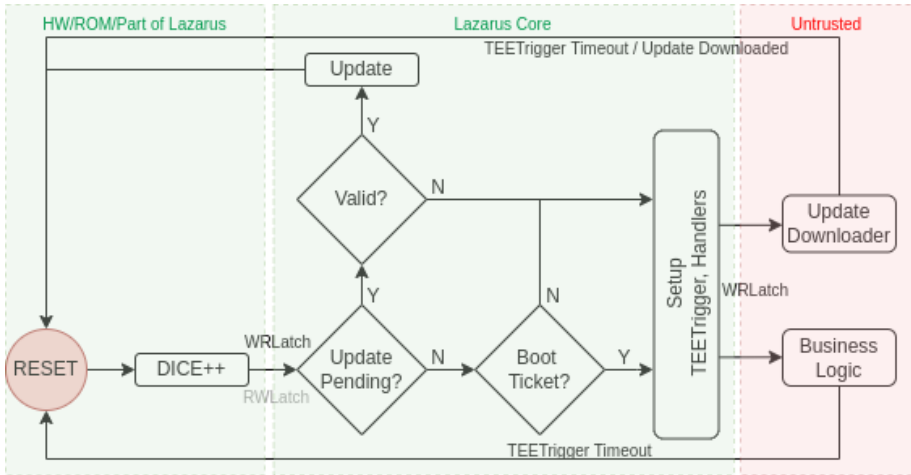 HW/ROM/Part of Lazarus
Lazarus Core
Untrusted
TEETrigger Timeout / Update Downloaded
Update
Y
Valid?
N
Setup
TEETrigger, Handlers
Update
Downloader
WRLatch
Y
N
RESET
DICE++
WRLatch
RWLatch
Update
Pending?
N
Boot
Ticket?
Y
Business
Logic
TEETrigger Timeout